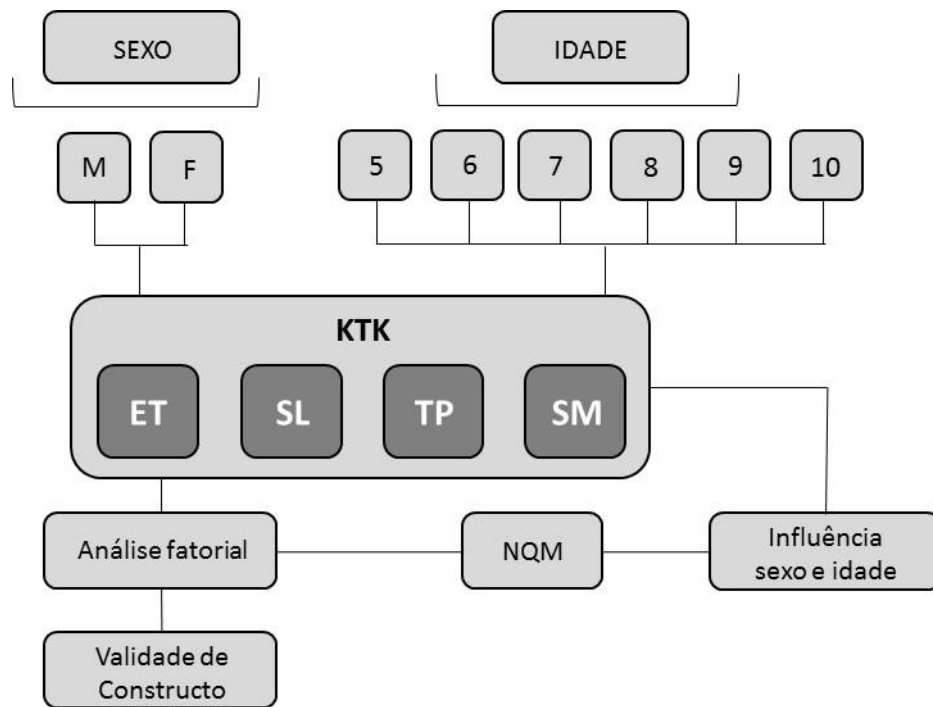 SEXO
IDADE
M
F
5
6
7
8
9
10
KTK
ET
SL
TP
SM
Análise fatorial
NQM
Influência
sexo e idade
Validade de
Constructo